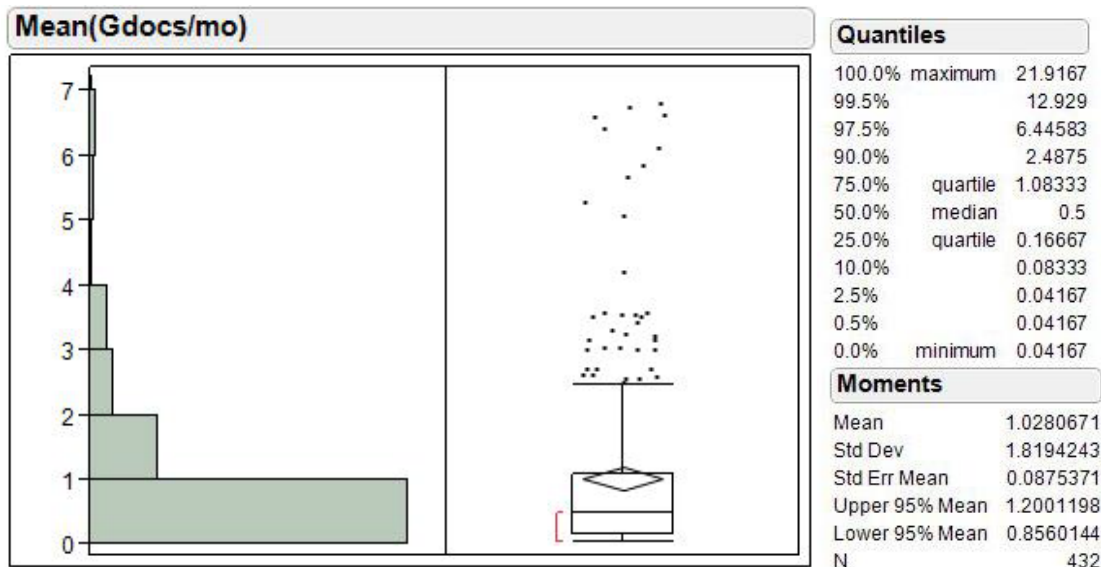 Mean(Gdocs/mo)
7
6
5
4
3
2
1
0
Quantiles
100.0% maximum 21.9167
99.5% 12.929
97.5% 6.44583
90.0% 2.4875
75.0% quartile 1.08333
50.0% median 0.5
25.0% quartile 0.16667
10.0% 0.08333
2.5% 0.04167
0.5% 0.04167
0.0% minimum 0.04167
Moments
Mean 1.0280671
Std Dev 1.8194243
Std Err Mean 0.0875371
Upper 95% Mean 1.2001198
Lower 95% Mean 0.8560144
N 432